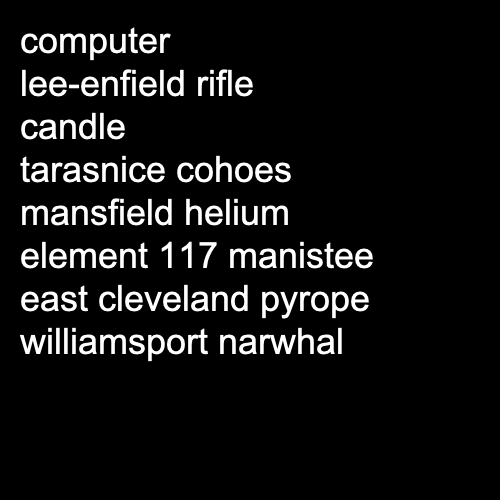 computer
lee-enfield rifle
candle
tarasnice cohoes
mansfield helium
element 117 manistee
east cleveland pyrope
williamsport narwhal